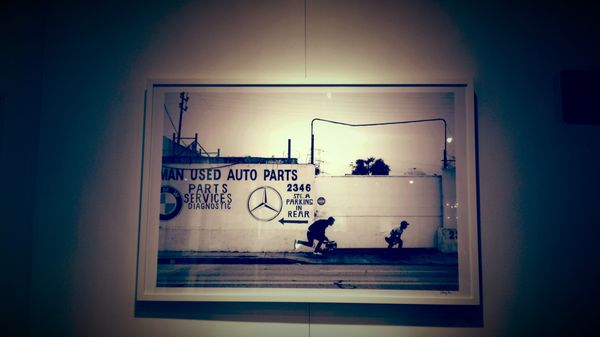 MAN USED AUTO PARTS
PARTS
SERVICES
DIAGNOSTIC
2346
STE. A
PARKING
IN
REAR